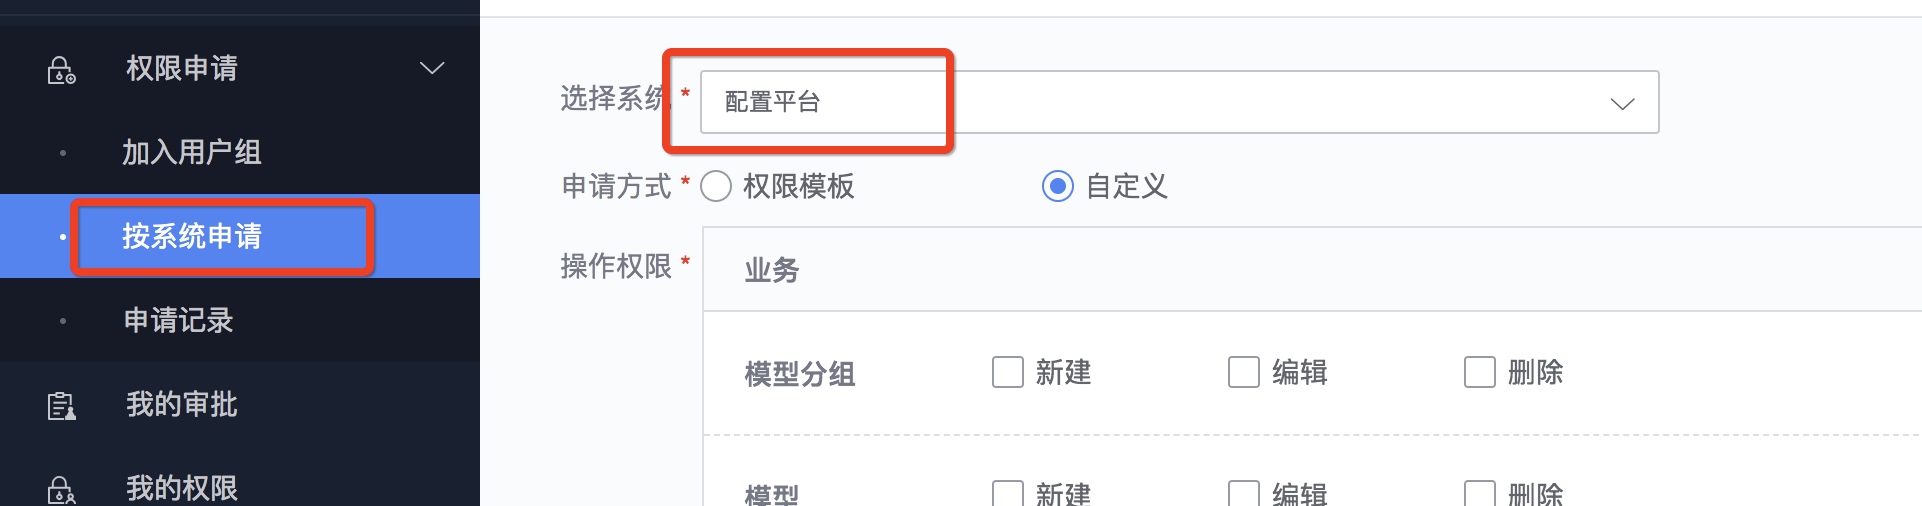 权限申请
加入用户组
按系统申请
申请记录
我的审批
我的权限
选择系统 * 配置平台
申请方式 * 权限模板 自定义
操作权限 * 业务
模型分组 新建 编辑 删除
模型 新建 编辑 删除